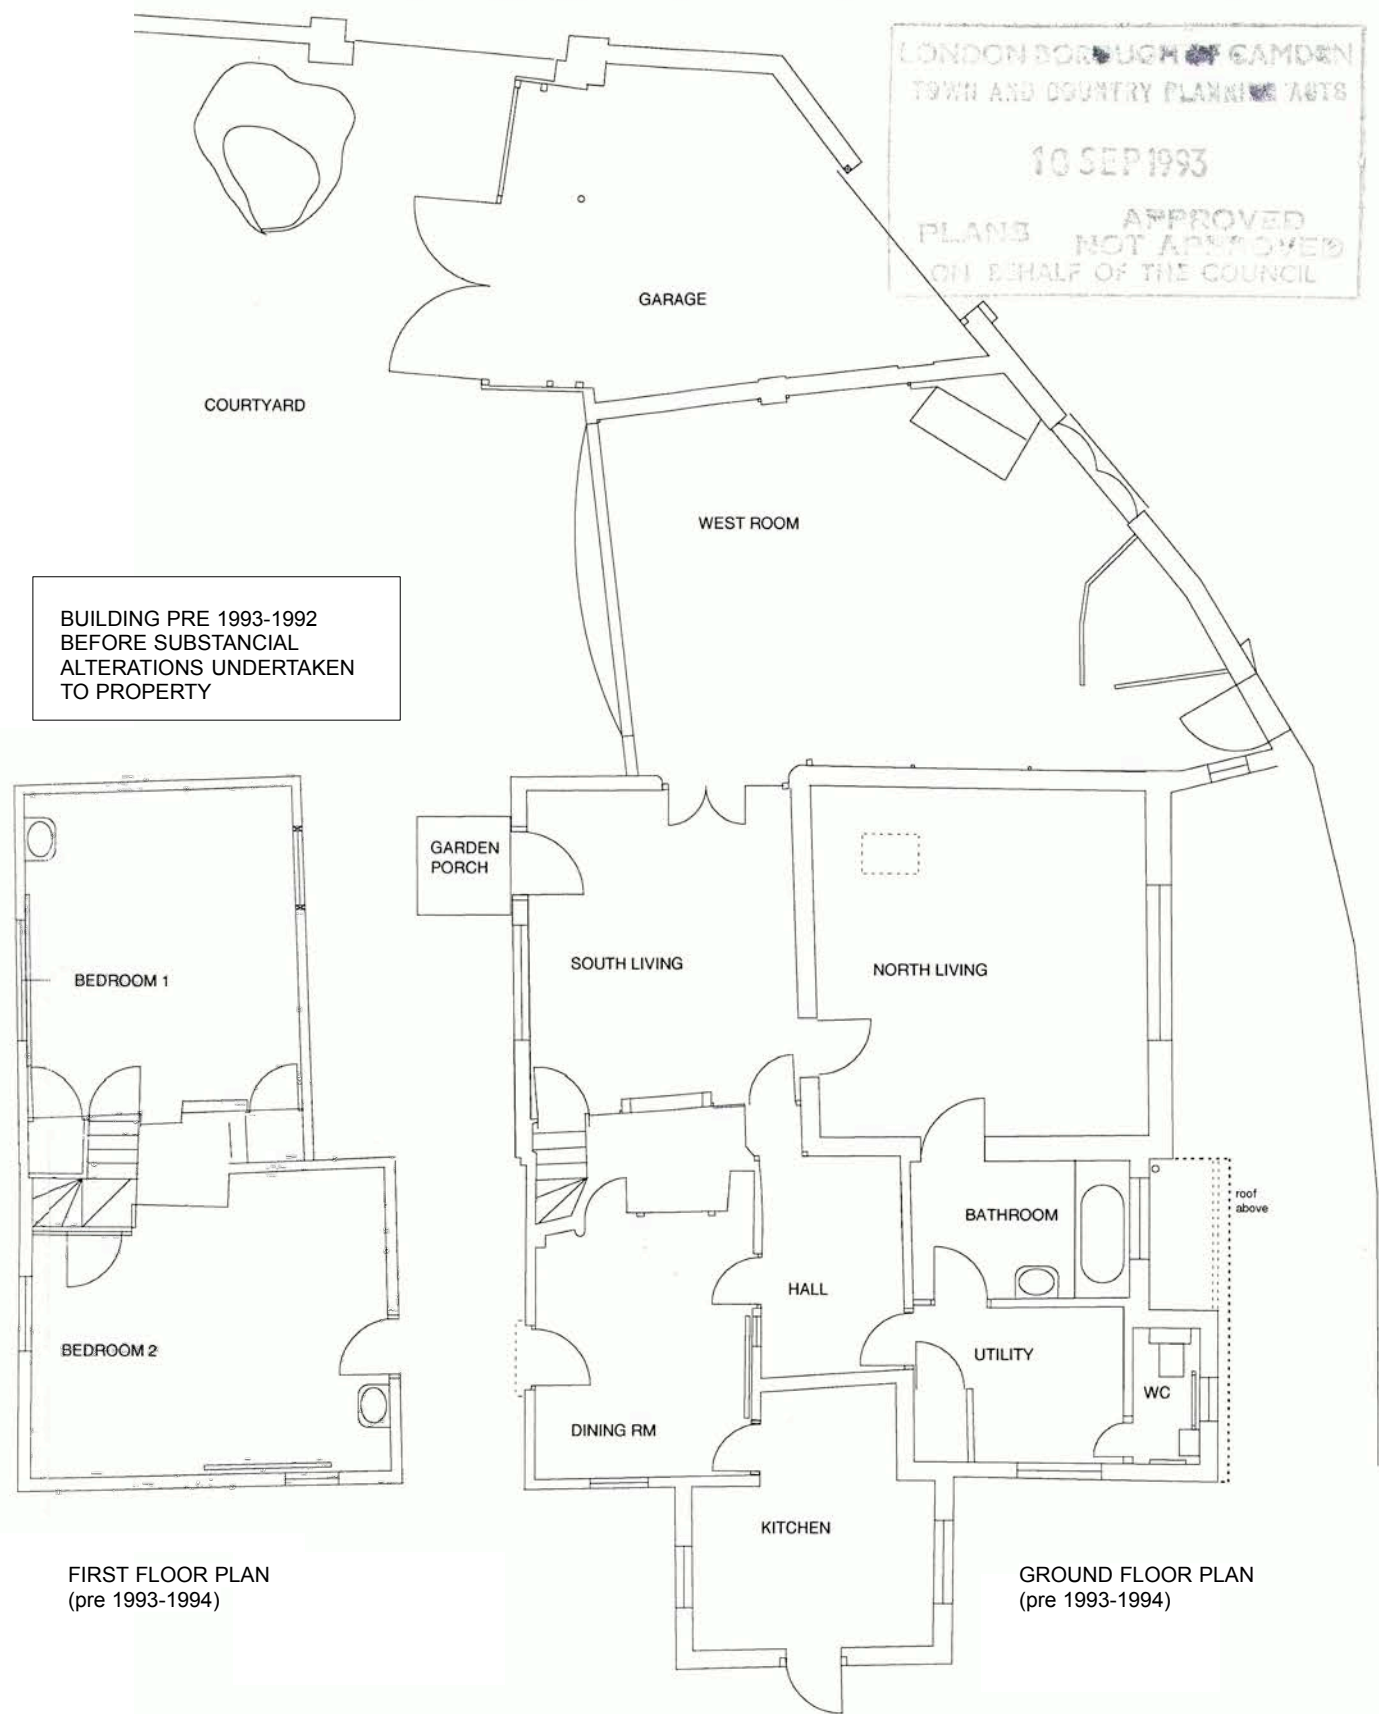 LONDON BOROUGH OF CAMDEN
TOWN AND COUNTRY PLANNING ACTS
10 SEP 1993
PLANS APPROVED
NOT APPROVED
ON BEHALF OF THE COUNCIL
GARAGE
COURTYARD
WEST ROOM
BUILDING PRE 1993-1992
BEFORE SUBSTANCIAL
ALTERATIONS UNDERTAKEN
TO PROPERTY
GARDEN
PORCH
BEDROOM 1
SOUTH LIVING
NORTH LIVING
roof
above
BATHROOM
HALL
BEDROOM 2
UTILITY
WC
DINING RM
KITCHEN
FIRST FLOOR PLAN
(pre 1993-1994)
GROUND FLOOR PLAN
(pre 1993-1994)